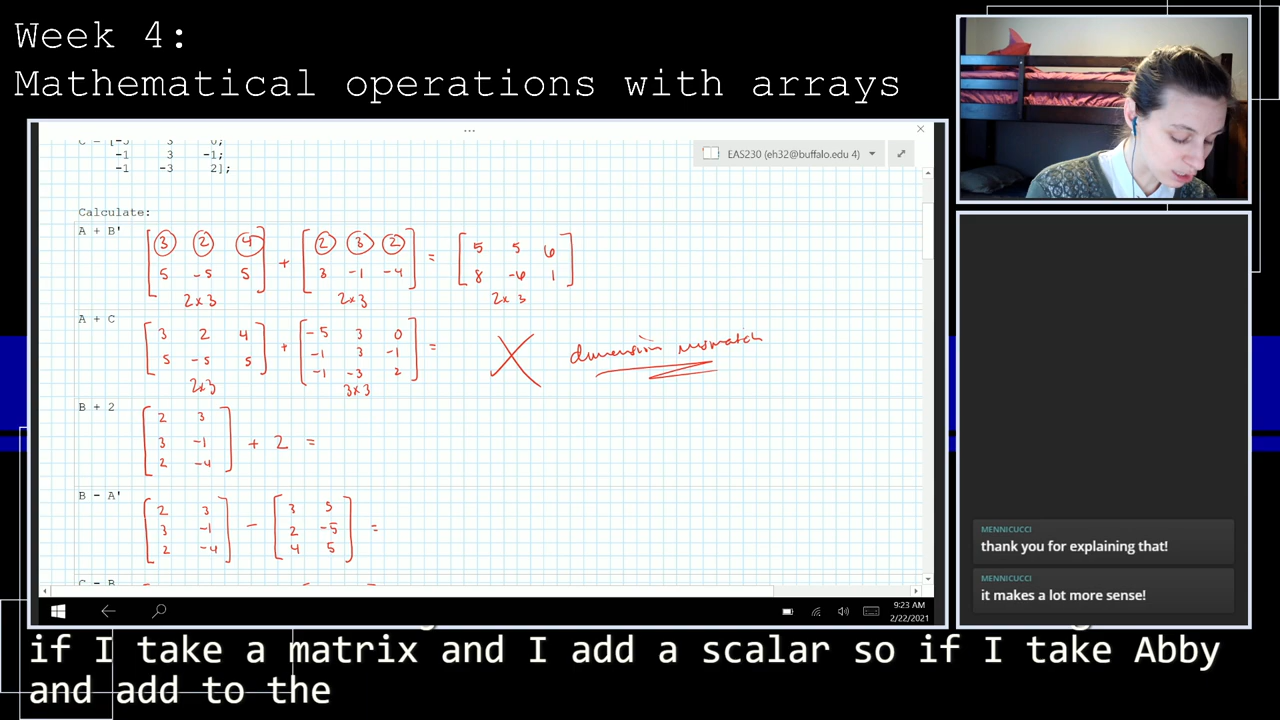 Week 4:
Mathematical operations with arrays
EAS230 (eh32@buffalo.edu 4)
C = [-5 3 0;
-1 3 -1;
-1 -3 2];
Calculate:
A + B'
3 2 4 + 2 3 2 = 5 5 6
5 -5 5 3 -1 -4 8 -6 1
2x3 2x3 2x3
A + C
3 2 4 + -5 3 0 =
5 -5 5 -1 3 -1
-1 -3 2
2x3 3x3
X dimension mismatch
B + 2
2 3
3 -1 + 2 =
2 -4
B - A'
2 3 3 5
3 -1 - 2 -5 =
2 -4 4 5
C - B
MENNICUCCI
thank you for explaining that!
MENNICUCCI
it makes a lot more sense!
9:23 AM
2/22/2021
if I take a matrix and I add a scalar so if I take Abby
and add to the